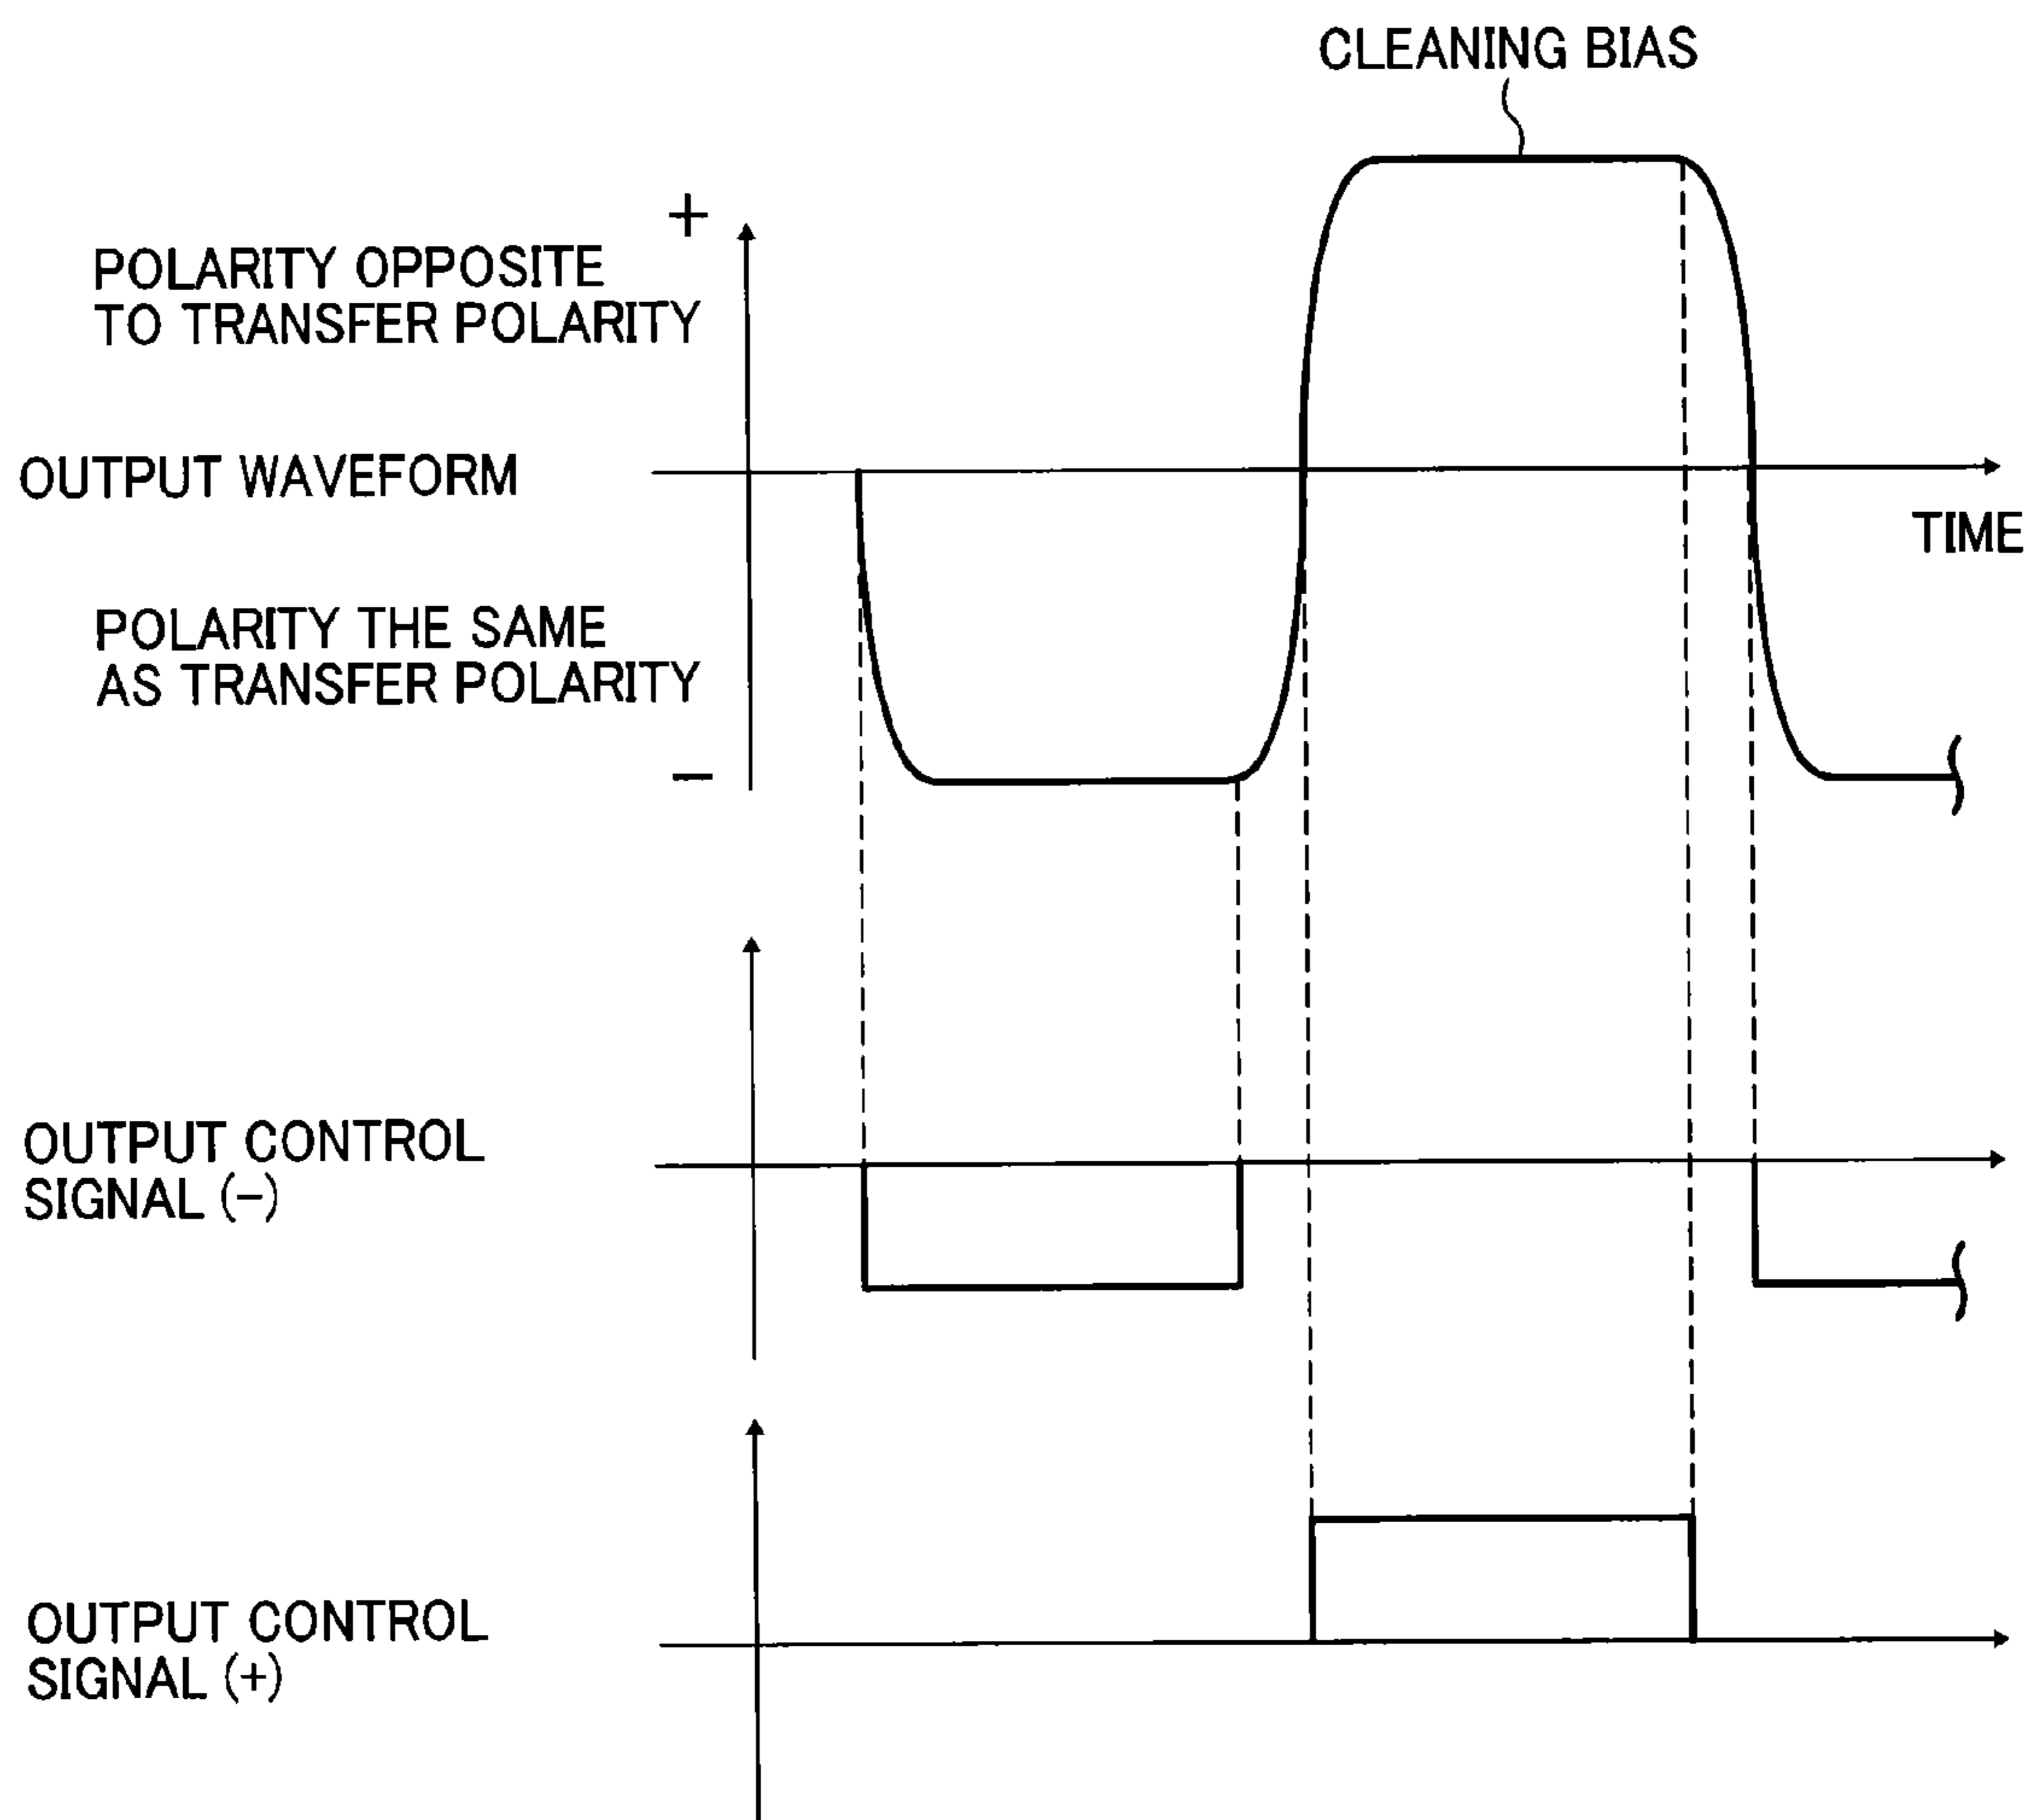 CLEANING BIAS
+
POLARITY OPPOSITE
TO TRANSFER POLARITY
OUTPUT WAVEFORM
TIME
POLARITY THE SAME
AS TRANSFER POLARITY
−
OUTPUT CONTROL
SIGNAL (−)
OUTPUT CONTROL
SIGNAL (+)